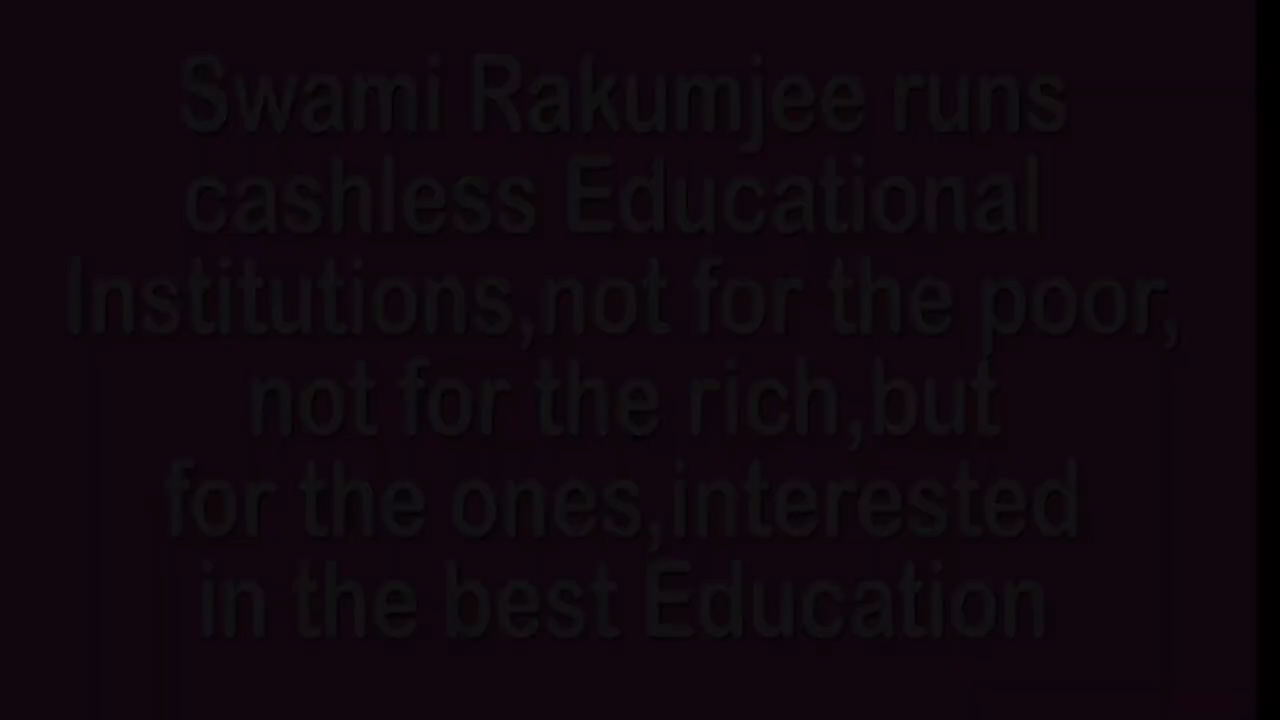 Swami Rakumjee runs
cashless Educational
Institutions,not for the poor,
not for the rich,but
for the ones,interested
in the best Education